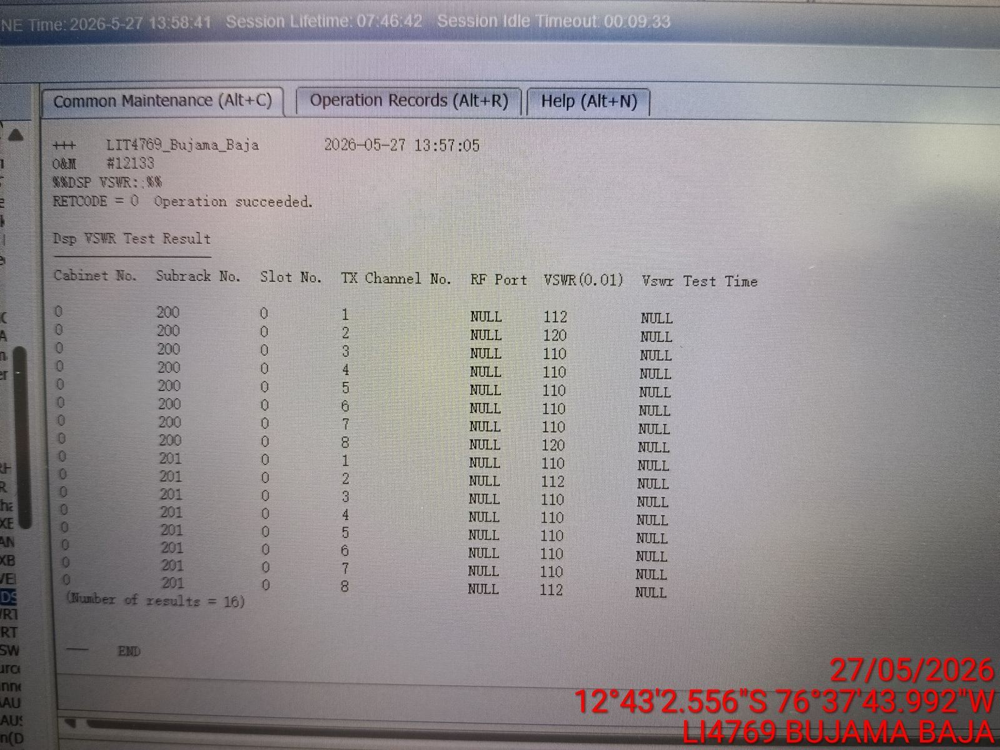 NE Time: 2026-5-27 13:58:41 Session Lifetime: 07:46:42 Session Idle Timeout: 00:09:33
Common Maintenance (Alt+C) Operation Records (Alt+R) Help (Alt+N)
+++ LIT4769_Bujama_Baja 2026-05-27 13:57:05
O&M #12133
%%DSP VSWR:;%%
RETCODE = 0 Operation succeeded.
Dsp VSWR Test Result
Cabinet No. Subrack No. Slot No. TX Channel No. RF Port VSWR(0.01) Vswr Test Time
0 200 0 1 NULL 112 NULL
0 200 0 2 NULL 120 NULL
0 200 0 3 NULL 110 NULL
0 200 0 4 NULL 110 NULL
0 200 0 5 NULL 110 NULL
0 200 0 6 NULL 110 NULL
0 200 0 7 NULL 110 NULL
0 200 0 8 NULL 120 NULL
0 201 0 1 NULL 110 NULL
0 201 0 2 NULL 112 NULL
0 201 0 3 NULL 110 NULL
0 201 0 4 NULL 110 NULL
0 201 0 5 NULL 110 NULL
0 201 0 6 NULL 110 NULL
0 201 0 7 NULL 110 NULL
0 201 0 8 NULL 112 NULL
(Number of results = 16)
--- END
27/05/2026
12°43'2.556"S 76°37'43.992"W
LI4769 BUJAMA BAJA